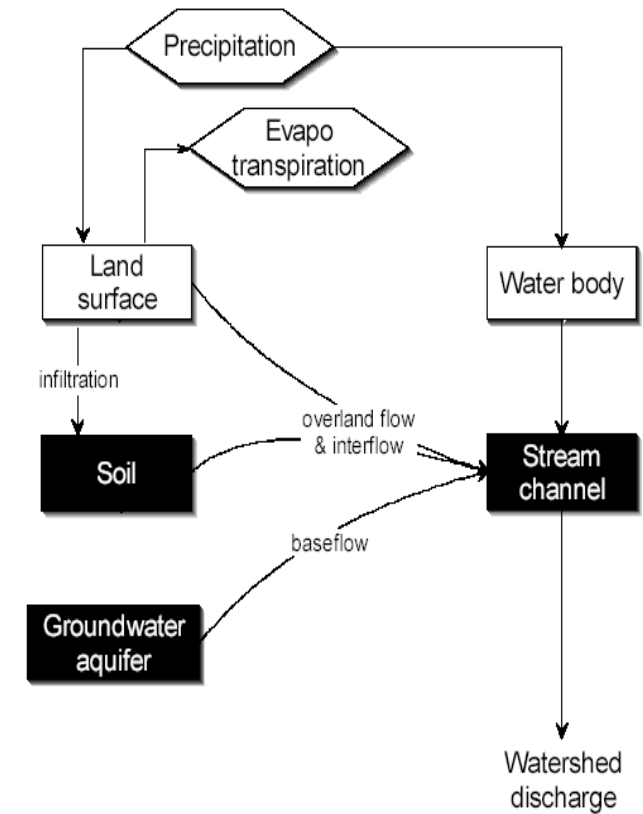 Precipitation
Evapo
transpiration
Land
surface
Water body
infiltration
overland flow
& interflow
Soil
Stream
channel
baseflow
Groundwater
aquifer
Watershed
discharge